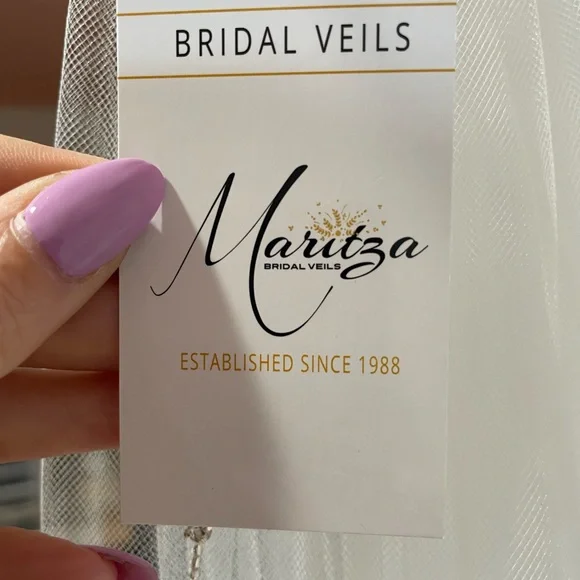 BRIDAL VEILS
Maritza
BRIDAL VEILS
ESTABLISHED SINCE 1988